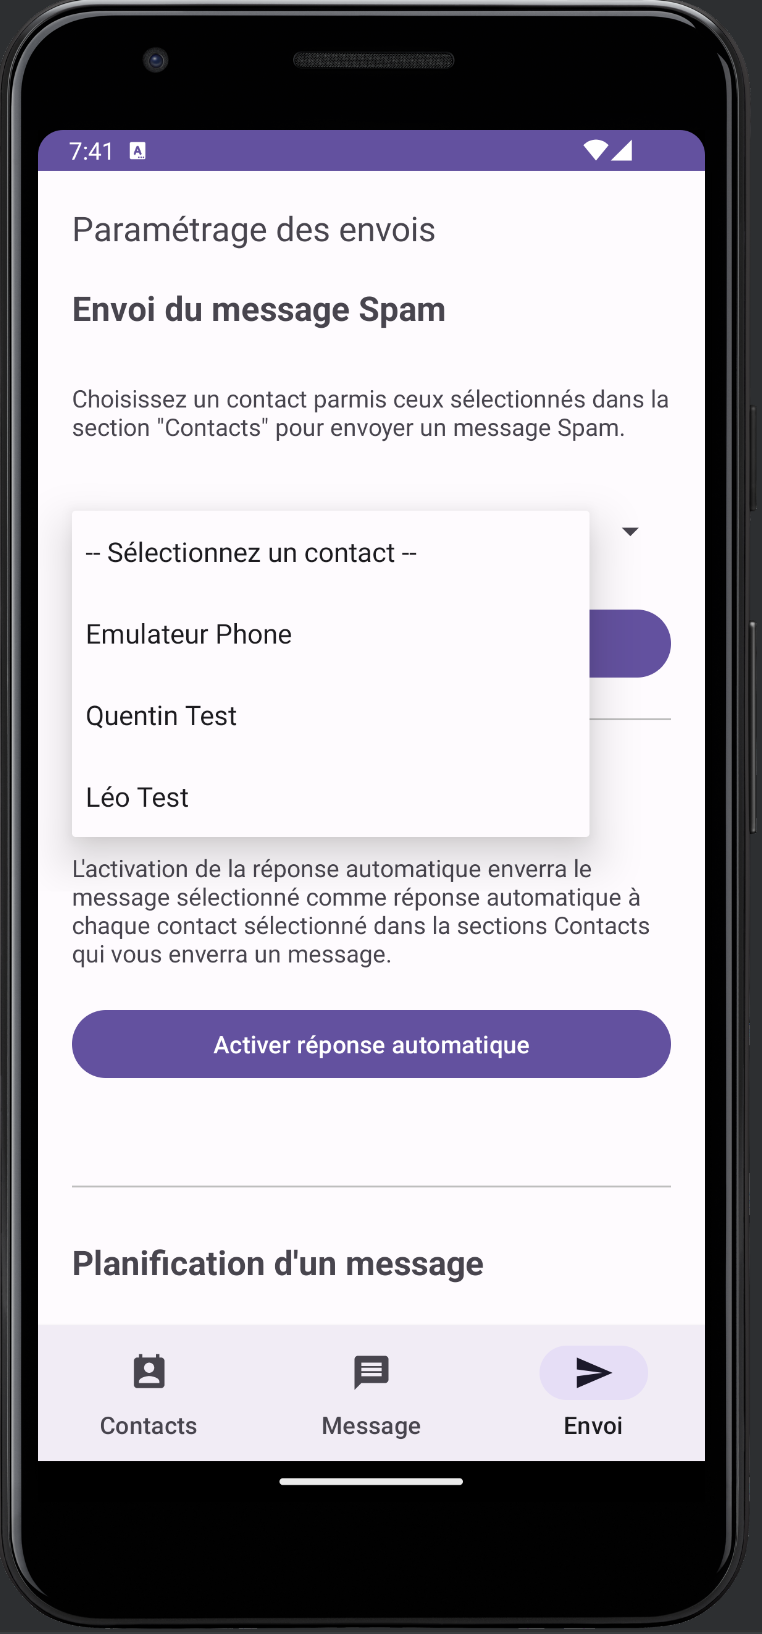 7:41
Paramétrage des envois
Envoi du message Spam
Choisissez un contact parmis ceux sélectionnés dans la
section "Contacts" pour envoyer un message Spam.
-- Sélectionnez un contact --
Emulateur Phone
Quentin Test
Léo Test
L'activation de la réponse automatique enverra le
message sélectionné comme réponse automatique à
chaque contact sélectionné dans la sections Contacts
qui vous enverra un message.
Activer réponse automatique
Planification d'un message
Contacts
Message
Envoi